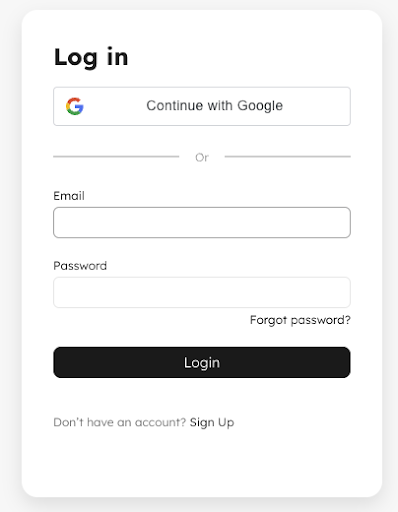 Log in
Continue with Google
Or
Email
Password
Forgot password?
Login
Don't have an account? Sign Up